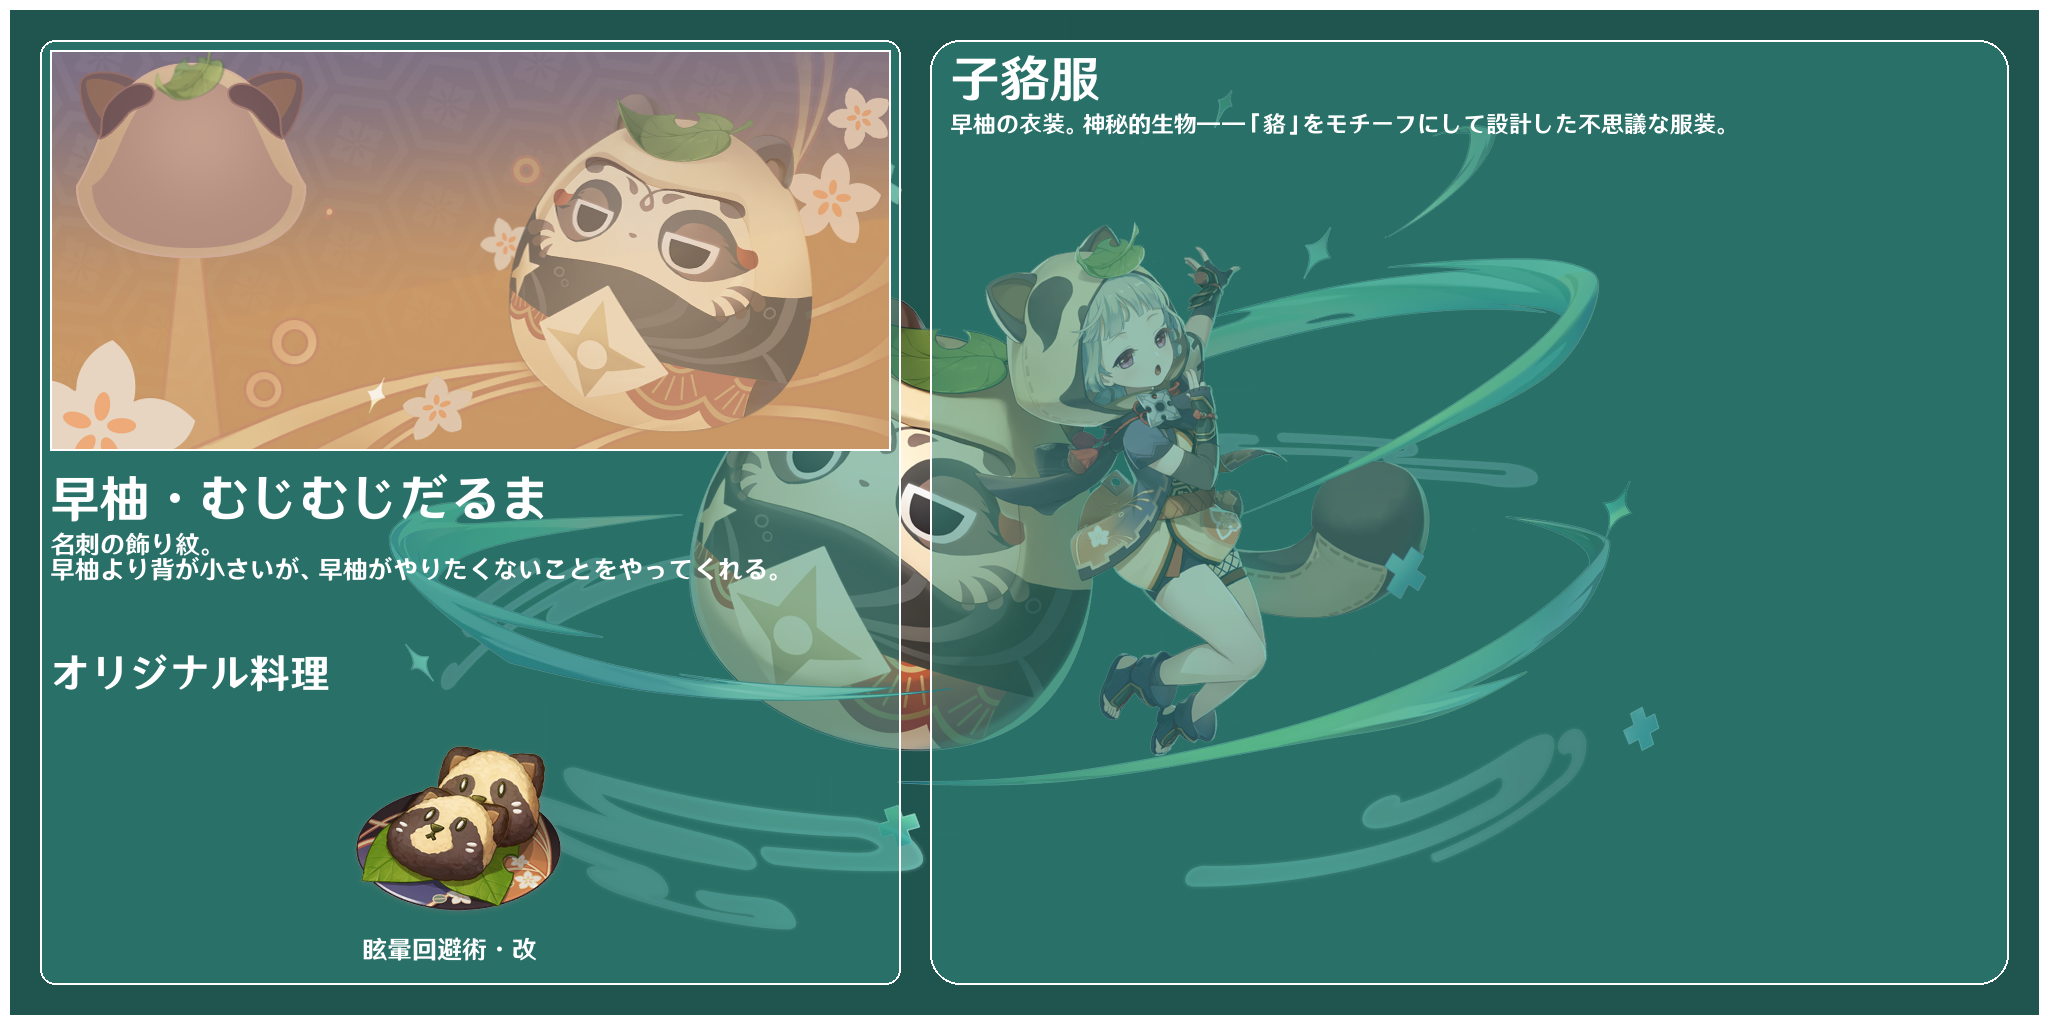 早柚・むじむじだるま
名刺の飾り紋。
早柚より背が小さいが、早柚がやりたくないことをやってくれる。
オリジナル料理
眩暈回避術・改
子貉服
早柚の衣装。神秘的生物——「貉」をモチーフにして設計した不思議な服装。